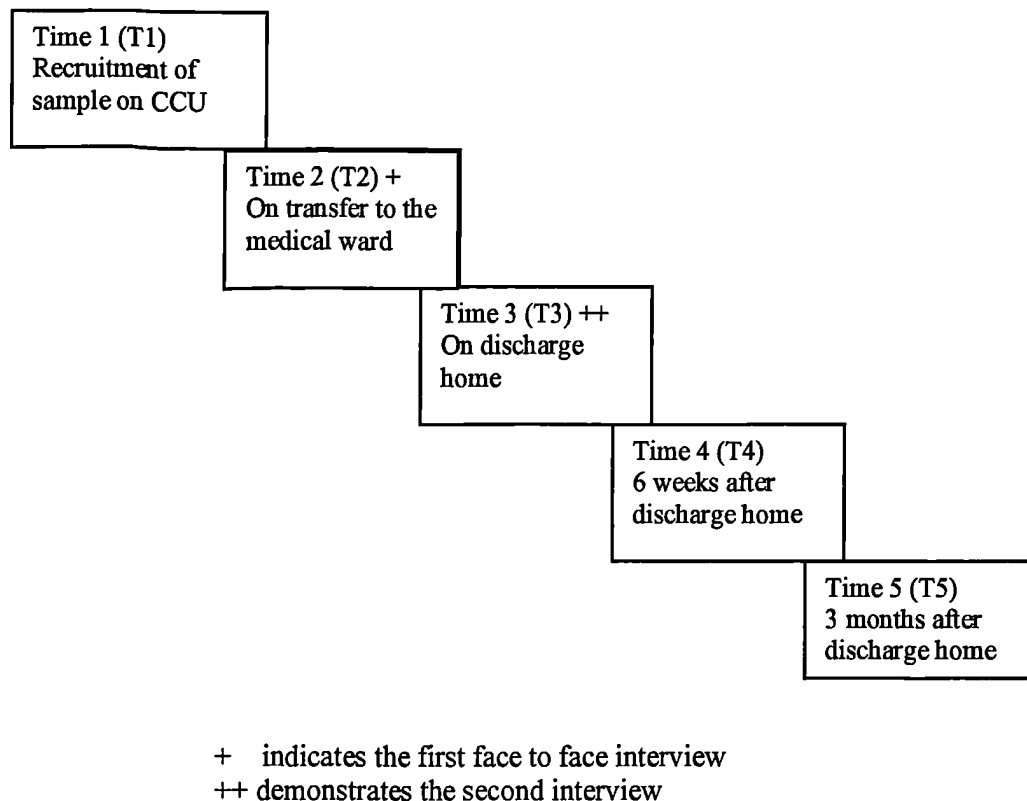 Time 1 (T1)
Recruitment of
sample on CCU
Time 2 (T2) +
On transfer to the
medical ward
Time 3 (T3) ++
On discharge
home
Time 4 (T4)
6 weeks after
discharge home
Time 5 (T5)
3 months after
discharge home
+ indicates the first face to face interview
++ demonstrates the second interview